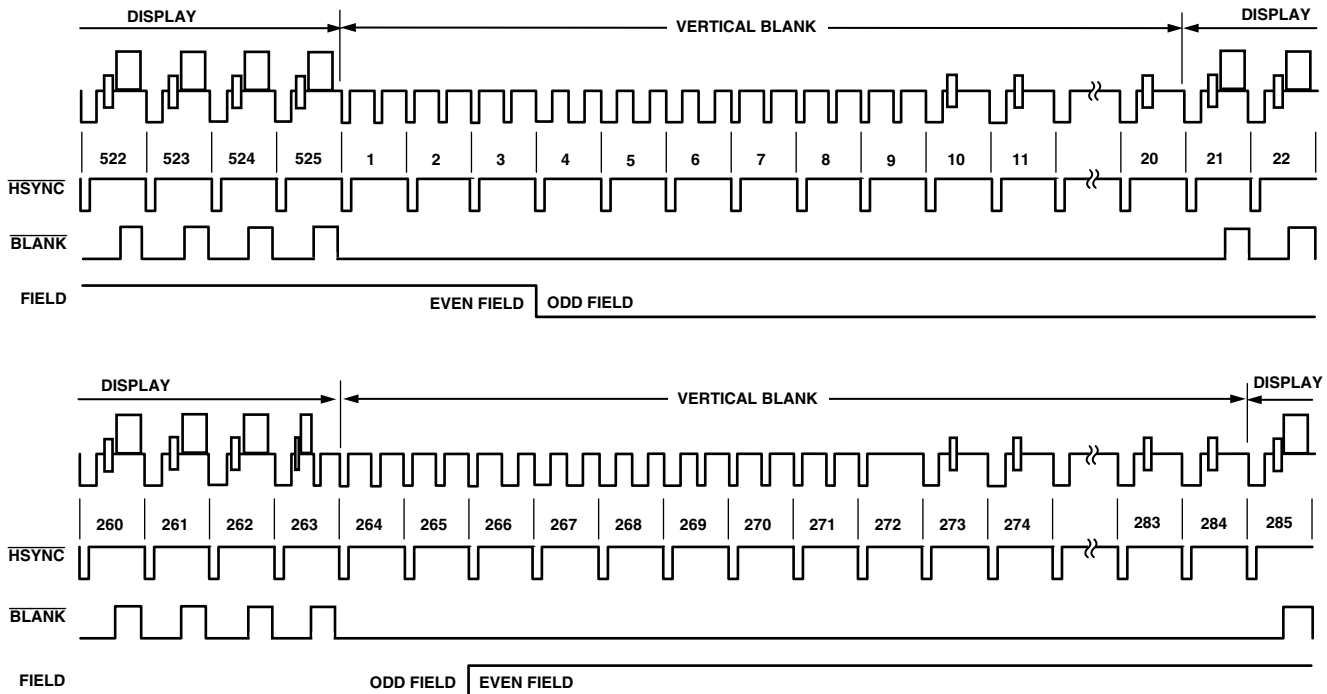 DISPLAY VERTICAL BLANK DISPLAY
522 523 524 525 1 2 3 4 5 6 7 8 9 10 11 20 21 22
HSYNC
BLANK
FIELD EVEN FIELD ODD FIELD
DISPLAY VERTICAL BLANK DISPLAY
260 261 262 263 264 265 266 267 268 269 270 271 272 273 274 283 284 285
HSYNC
BLANK
FIELD ODD FIELD EVEN FIELD